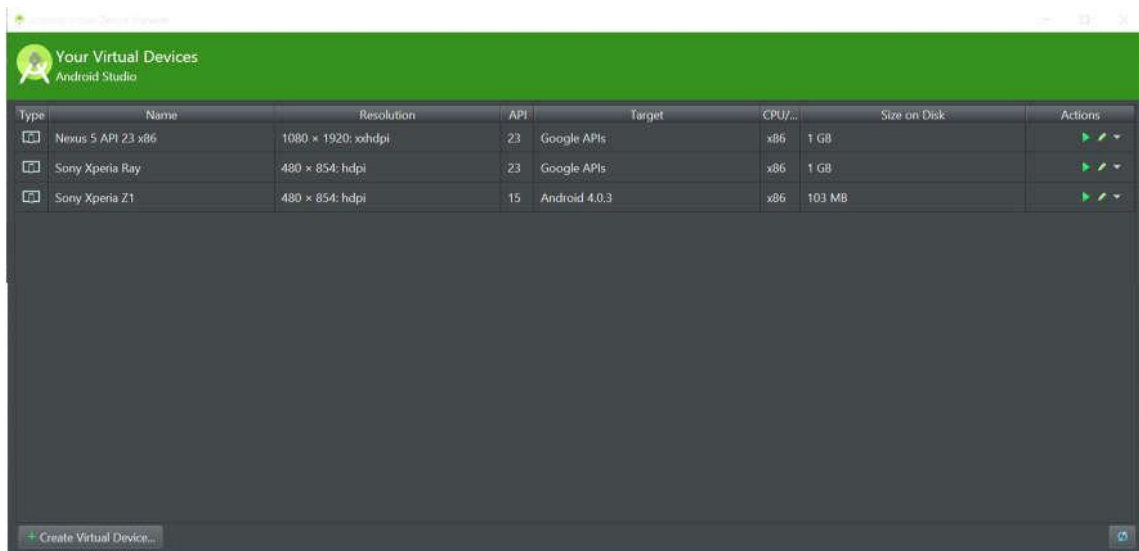 Your Virtual Devices
Android Studio
Type Name Resolution API Target CPU/... Size on Disk Actions
Nexus 5 API 23 x86 1080 × 1920: xxhdpi 23 Google APIs x86 1 GB
Sony Xperia Ray 480 × 854: hdpi 23 Google APIs x86 1 GB
Sony Xperia Z1 480 × 854: hdpi 15 Android 4.0.3 x86 103 MB
+ Create Virtual Device...